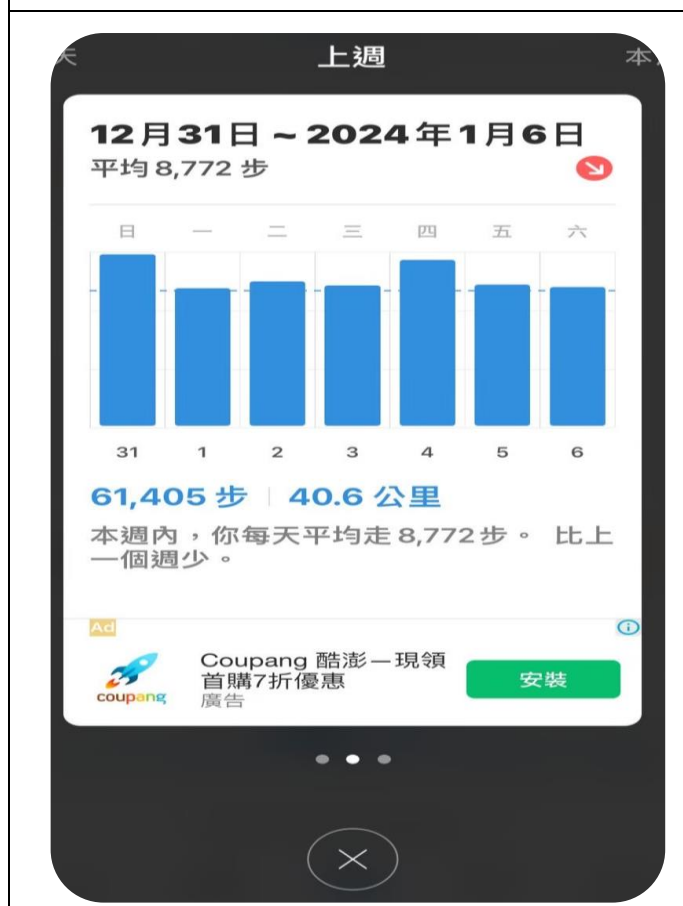 天 上週 本
12月31日 ~ 2024年1月6日
平均 8,772 步
日 一 二 三 四 五 六
31 1 2 3 4 5 6
61,405 步 40.6 公里
本週內，你每天平均走 8,772 步。 比上
一個週少。
Ad
Coupang 酷澎 — 現領
首購7折優惠
廣告
coupang
安裝